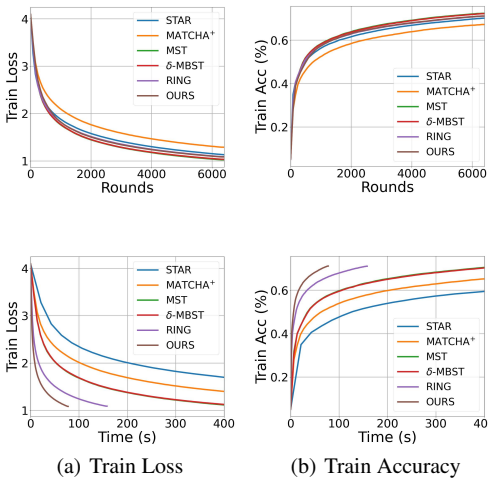 4
3
2
1
Train Loss
0
2000
4000
6000
Rounds
STAR
MATCHA+
MST
δ-MBST
RING
OURS
0.6
0.4
0.2
Train Acc (%)
0
2000
4000
6000
Rounds
STAR
MATCHA+
MST
δ-MBST
RING
OURS
4
3
2
1
Train Loss
0
100
200
300
400
Time (s)
STAR
MATCHA+
MST
δ-MBST
RING
OURS
0.6
0.4
0.2
Train Acc (%)
0
100
200
300
400
Time (s)
STAR
MATCHA+
MST
δ-MBST
RING
OURS
(a) Train Loss
(b) Train Accuracy